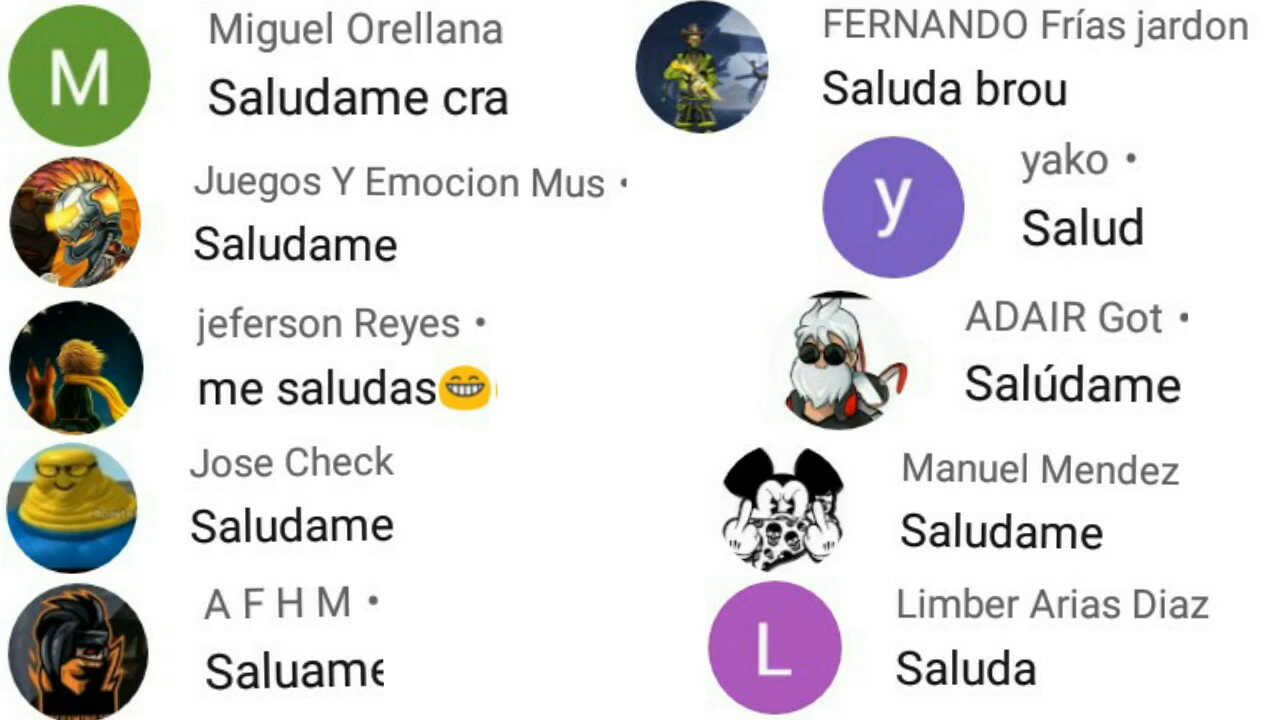 M
Miguel Orellana
Saludame cra
Juegos Y Emocion Mus •
Saludame
jeferson Reyes •
me saludas😁
Jose Check
Saludame
A F H M •
Saluame
FERNANDO Frías jardon
Saluda brou
y
yako •
Salud
ADAIR Got •
Salúdame
Manuel Mendez
Saludame
L
Limber Arias Diaz
Saluda